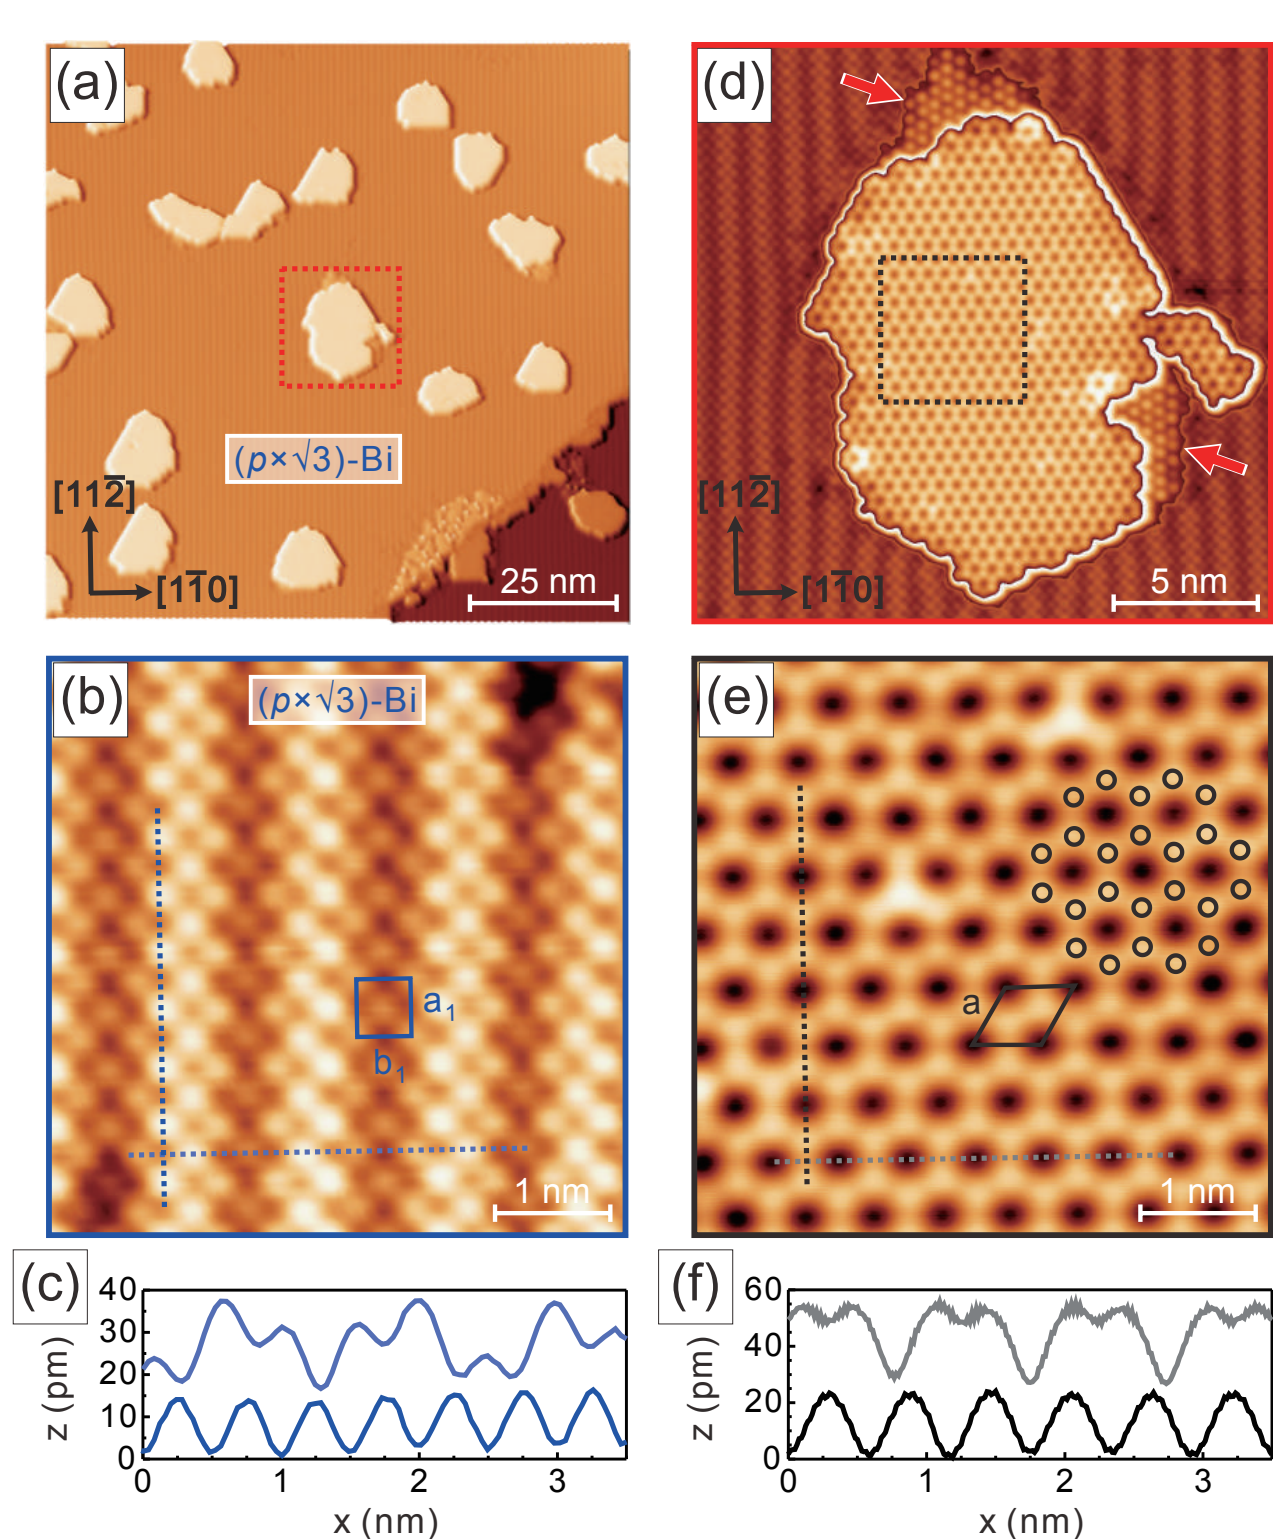 (a)
(p×√3)-Bi
[112̅]
[11̅0]
25 nm
(d)
[112̅]
[11̅0]
5 nm
(b)
(p×√3)-Bi
a₁
b₁
1 nm
(e)
a
1 nm
(c)
40
30
20
10
0
z (pm)
0 1 2 3
x (nm)
(f)
60
40
20
0
z (pm)
0 1 2 3
x (nm)